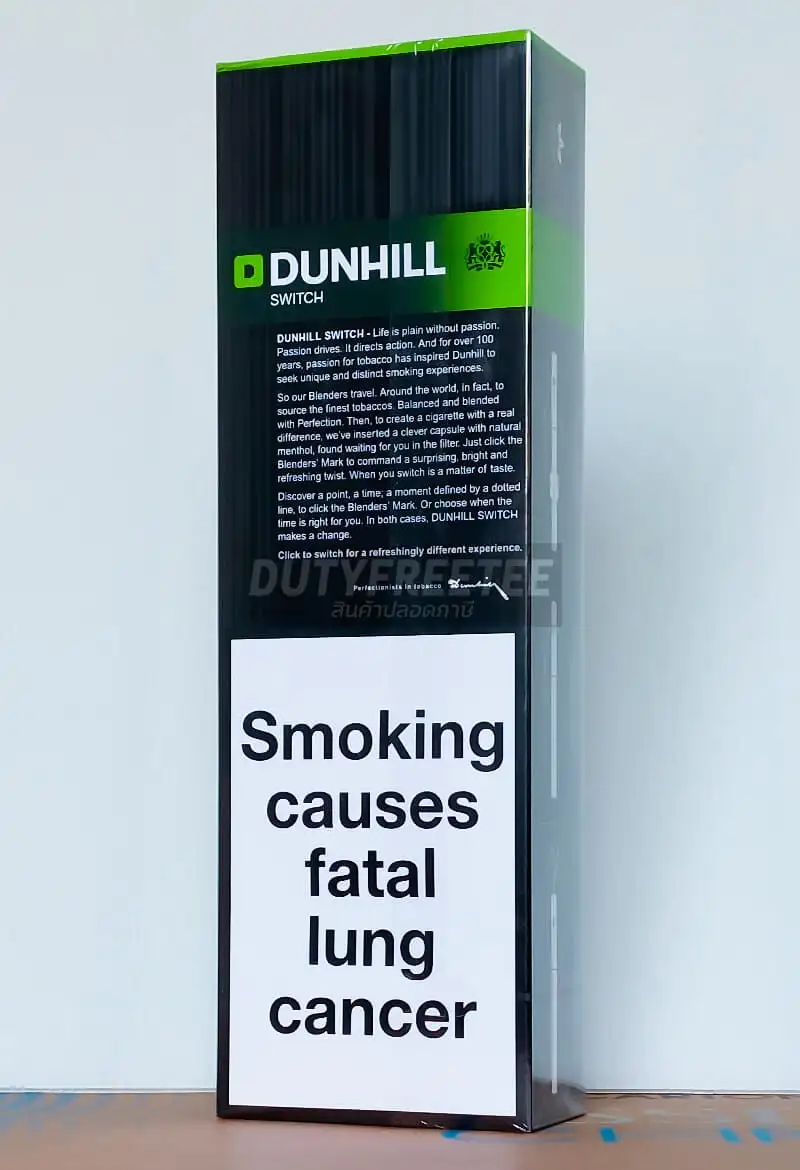 D DUNHILL
SWITCH
DUNHILL SWITCH - Life is plain without passion.
Passion drives. It directs action. And for over 100
years, passion for tobacco has inspired Dunhill to
seek unique and distinct smoking experiences.
So our Blenders travel. Around the world, in fact, to
source the finest tobaccos. Balanced and blended
with Perfection. Then, to create a cigarette with a real
difference, we've inserted a clever capsule with natural
menthol, found waiting for you in the filter. Just click the
Blenders' Mark to command a surprising, bright and
refreshing twist. When you switch is a matter of taste.
Discover a point, a time; a moment defined by a dotted
line, to click the Blenders' Mark. Or choose when the
time is right for you. In both cases, DUNHILL SWITCH
makes a change.
Click to switch for a refreshingly different experience.
DUTYFREETEE
Perfectionists in tobacco Dunhill
สินค้าปลอดภาษี
Smoking
causes
fatal
lung
cancer